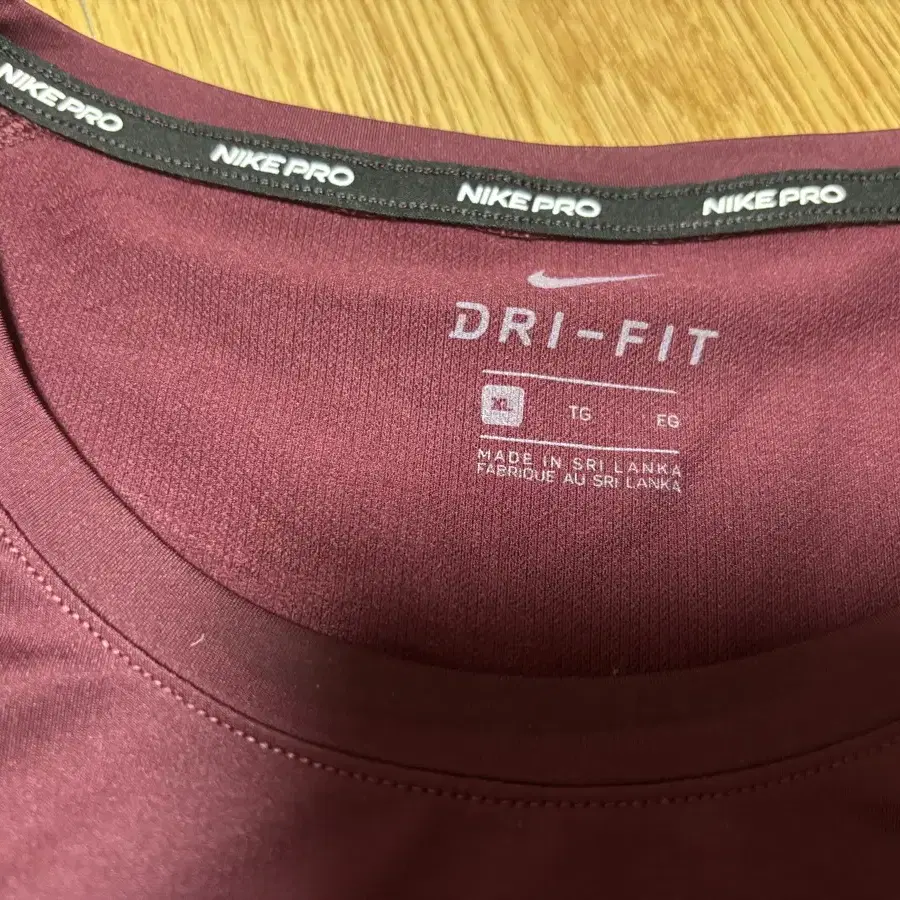 NIKE PRO NIKE PRO NIKE PRO NIKE PRO
DRI-FIT
XL TG EG
MADE IN SRI LANKA
FABRIQUE AU SRI LANKA